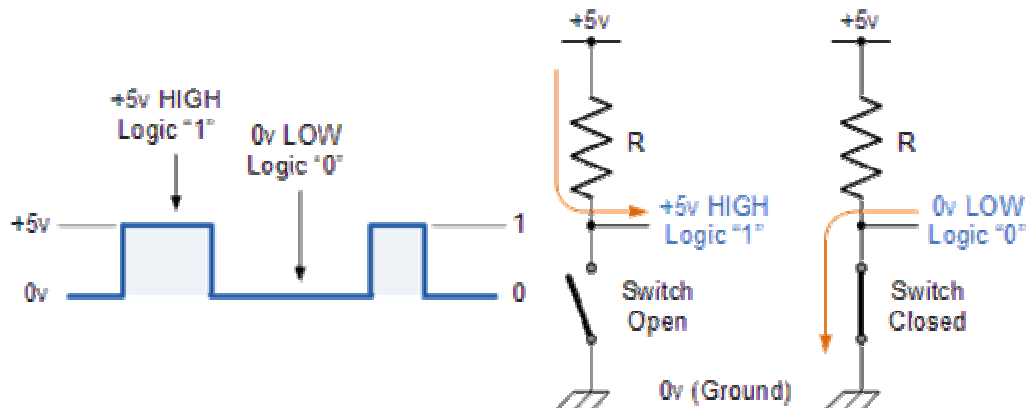 +5v HIGH
Logic “1”
0v LOW
Logic “0”
+5v
0v
1
0
+5v
R
+5v HIGH
Logic “1”
Switch
Open
+5v
R
0v LOW
Logic “0”
Switch
Closed
0v (Ground)